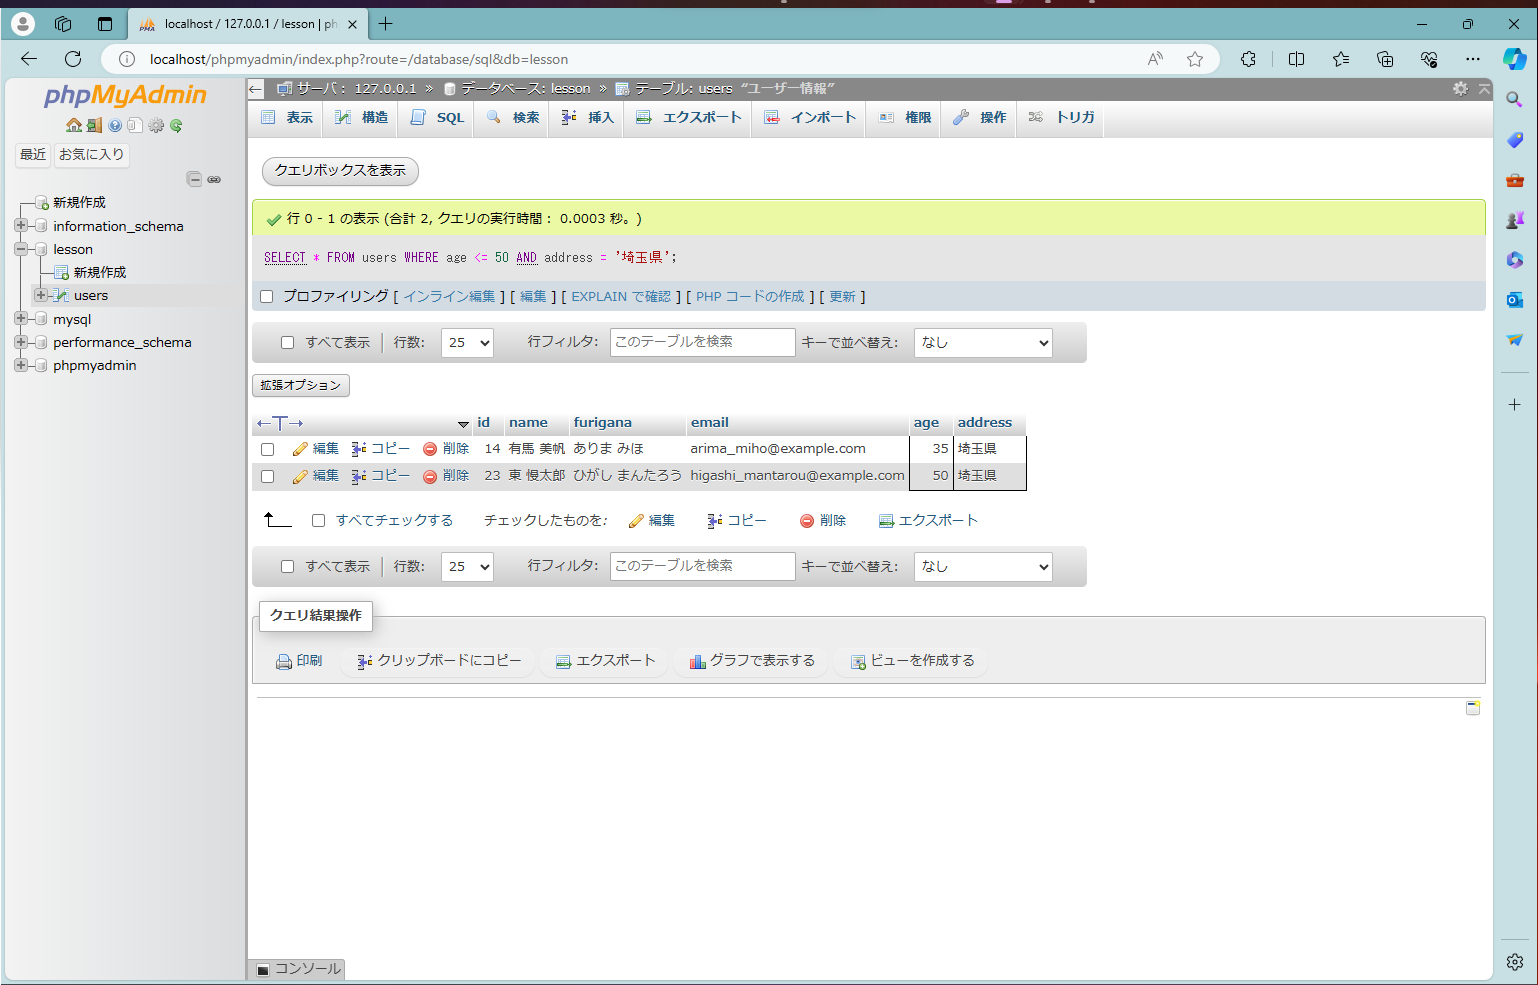 localhost / 127.0.0.1 / lesson | ph
localhost/phpmyadmin/index.php?route=/database/sql&db=lesson
phpMyAdmin
最近 お気に入り
新規作成
information_schema
lesson
新規作成
users
mysql
performance_schema
phpmyadmin
サーバ: 127.0.0.1 » データベース: lesson » テーブル: users “ユーザー情報”
表示 構造 SQL 検索 挿入 エクスポート インポート 権限 操作 トリガ
クエリボックスを表示
行 0 - 1 の表示 (合計 2, クエリの実行時間: 0.0003 秒。)
SELECT * FROM users WHERE age <= 50 AND address = '埼玉県';
プロファイリング [ インライン編集 ] [ 編集 ] [ EXPLAIN で確認 ] [ PHP コードの作成 ] [ 更新 ]
すべて表示 行数: 25 行フィルタ: このテーブルを検索 キーで並べ替え: なし
拡張オプション
←T→ id name furigana email age address
編集 コピー 削除 14 有馬 美帆 ありま みほ arima_miho@example.com 35 埼玉県
編集 コピー 削除 23 東 慢太郎 ひがし まんたろう higashi_mantarou@example.com 50 埼玉県
すべてチェックする チェックしたものを: 編集 コピー 削除 エクスポート
すべて表示 行数: 25 行フィルタ: このテーブルを検索 キーで並べ替え: なし
クエリ結果操作
印刷 クリップボードにコピー エクスポート グラフで表示する ビューを作成する
コンソール